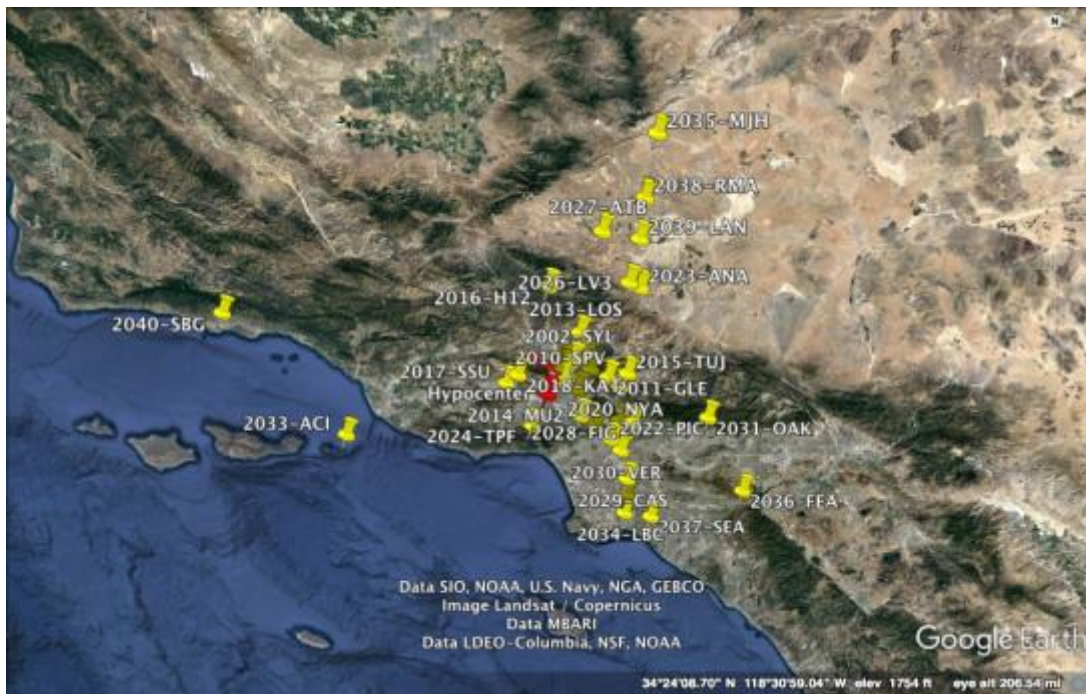 N
2035-MJH
2038-RMA
2027-ATB
2039-LAN
2026-LV3
2023-ANA
2016-H12
2013-LOS
2040-SBG
2002-SYL
2010-SPV
2015-TUJ
2017-SSU
2018-KAT
2011-GLE
Hypocenter
2014-MU2
2020-NYA
2033-ACI
2024-TPF
2028-FIG
2022-PIC
2031-OAK
2030-VER
2029-CAS
2036-FEA
2034-LBC
2037-SEA
Data SIO, NOAA, U.S. Navy, NGA, GEBCO
Image Landsat / Copernicus
Data MBARI
Data LDEO-Columbia, NSF, NOAA
Google Earth
34°24'08.70" N 118°30'59.04" W elev 1754 ft eye alt 206.54 mi